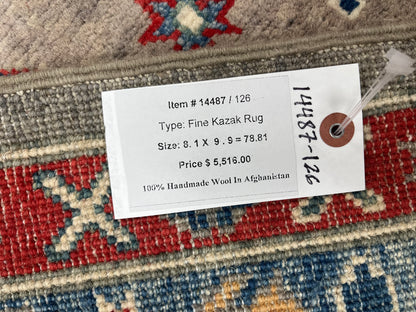 Item # 14487 / 126
Type: Fine Kazak Rug
Size: 8. 1 X 9 . 9 = 78.81
Price $ 5,516.00
100% Handmade Wool In Afghanistan
14487-126